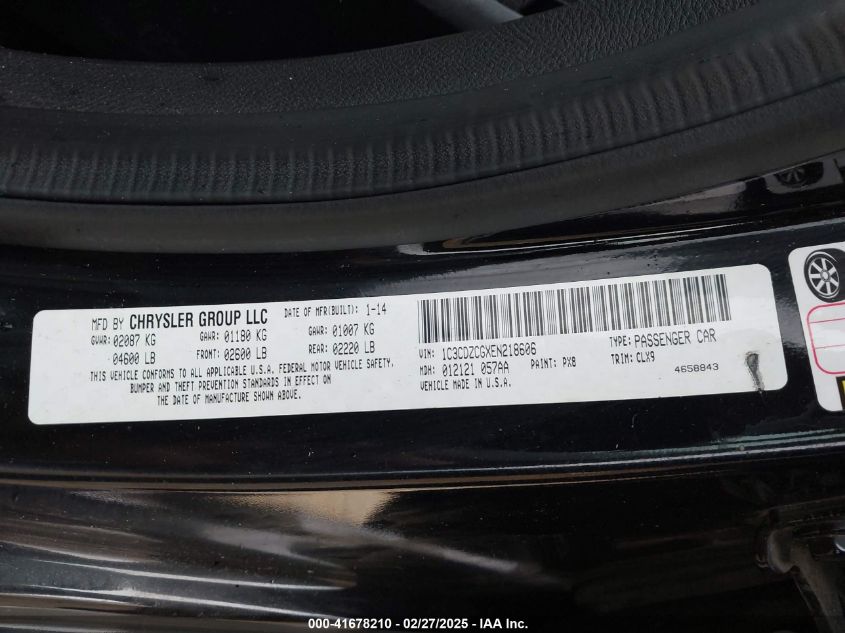 MFD BY CHRYSLER GROUP LLC DATE OF MFR(BUILT): 1-14
GVWR: 02087 KG GAWR: 01180 KG GAWR: 01007 KG
04600 LB FRONT: 02600 LB REAR: 02220 LB
THIS VEHICLE CONFORMS TO ALL APPLICABLE U.S.A. FEDERAL MOTOR VEHICLE SAFETY,
BUMPER AND THEFT PREVENTION STANDARDS IN EFFECT ON
THE DATE OF MANUFACTURE SHOWN ABOVE.
VIN: 1C3CDZCGXEN218606 TYPE: PASSENGER CAR
MDH: 012121 057AA PAINT: PX8 TRIM: CLX9
VEHICLE MADE IN U.S.A. 4658843
000-41678210 - 02/27/2025 - IAA Inc.